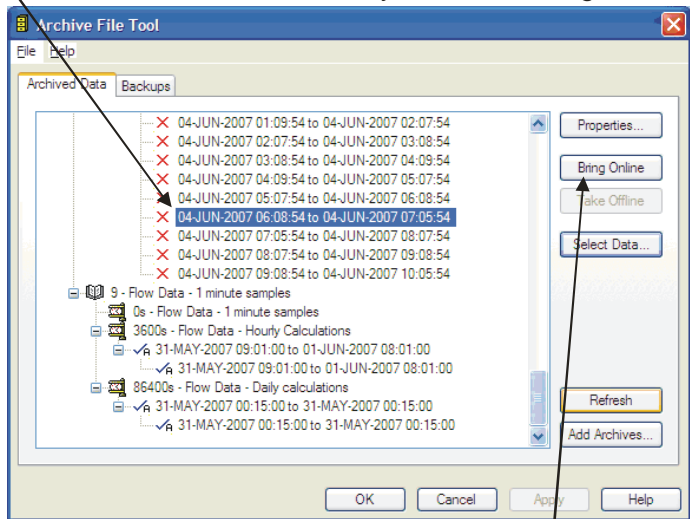 Archive File Tool
File Help
Archived Data Backups
04-JUN-2007 01:09:54 to 04-JUN-2007 02:07:54
04-JUN-2007 02:07:54 to 04-JUN-2007 03:08:54
04-JUN-2007 03:08:54 to 04-JUN-2007 04:09:54
04-JUN-2007 04:09:54 to 04-JUN-2007 05:07:54
04-JUN-2007 05:07:54 to 04-JUN-2007 06:08:54
04-JUN-2007 06:08:54 to 04-JUN-2007 07:05:54
04-JUN-2007 07:05:54 to 04-JUN-2007 08:07:54
04-JUN-2007 08:07:54 to 04-JUN-2007 09:08:54
04-JUN-2007 09:08:54 to 04-JUN-2007 10:05:54
9 - Flow Data - 1 minute samples
0s - Flow Data - 1 minute samples
3600s - Flow Data - Hourly Calculations
A 31-MAY-2007 09:01:00 to 01-JUN-2007 08:01:00
A 31-MAY-2007 09:01:00 to 01-JUN-2007 08:01:00
86400s - Flow Data - Daily calculations
A 31-MAY-2007 00:15:00 to 31-MAY-2007 00:15:00
A 31-MAY-2007 00:15:00 to 31-MAY-2007 00:15:00
Properties...
Bring Online
Take Offline
Select Data...
Refresh
Add Archives...
OK Cancel Apply Help